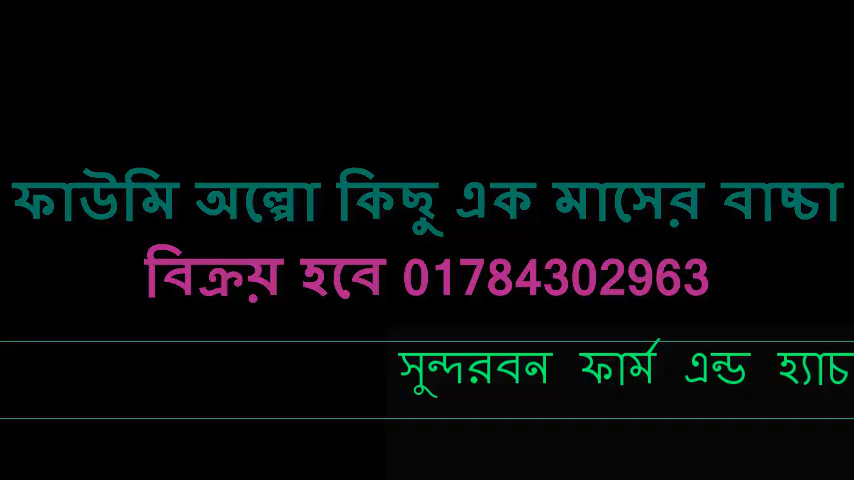 ফাউমি অল্পো কিছু এক মাসের বাচ্চা
বিক্রয় হবে 01784302963
সুন্দরবন ফার্ম এন্ড হ্যাচ